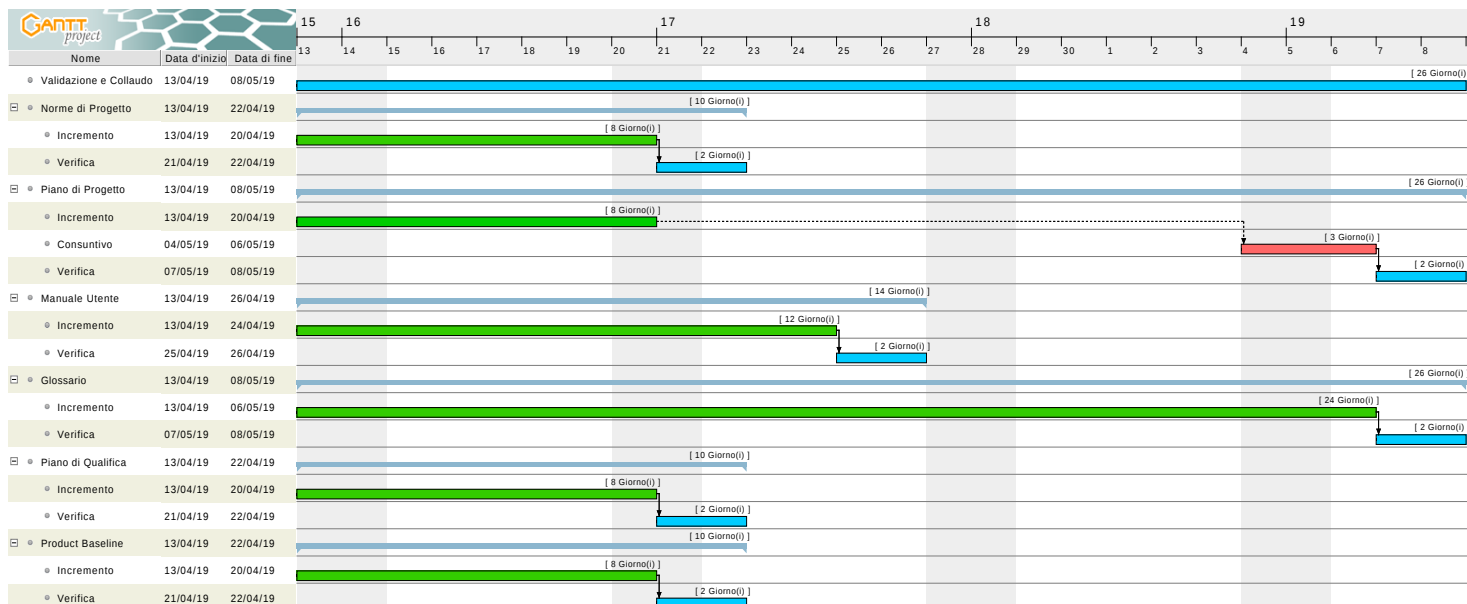 GANTT
project
15 16 17 18 19
13 14 15 16 17 18 19 20 21 22 23 24 25 26 27 28 29 30 1 2 3 4 5 6 7 8
Nome Data d'inizio Data di fine
Validazione e Collaudo 13/04/19 08/05/19 [ 26 Giorno(i)
Norme di Progetto 13/04/19 22/04/19 [ 10 Giorno(i) ]
Incremento 13/04/19 20/04/19 [ 8 Giorno(i) ]
Verifica 21/04/19 22/04/19 [ 2 Giorno(i) ]
Piano di Progetto 13/04/19 08/05/19 [ 26 Giorno(i)
Incremento 13/04/19 20/04/19 [ 8 Giorno(i) ]
Consuntivo 04/05/19 06/05/19 [ 3 Giorno(i) ]
Verifica 07/05/19 08/05/19 [ 2 Giorno(i)
Manuale Utente 13/04/19 26/04/19 [ 14 Giorno(i) ]
Incremento 13/04/19 24/04/19 [ 12 Giorno(i) ]
Verifica 25/04/19 26/04/19 [ 2 Giorno(i) ]
Glossario 13/04/19 08/05/19 [ 26 Giorno(i)
Incremento 13/04/19 06/05/19 [ 24 Giorno(i) ]
Verifica 07/05/19 08/05/19 [ 2 Giorno(i)
Piano di Qualifica 13/04/19 22/04/19 [ 10 Giorno(i) ]
Incremento 13/04/19 20/04/19 [ 8 Giorno(i) ]
Verifica 21/04/19 22/04/19 [ 2 Giorno(i) ]
Product Baseline 13/04/19 22/04/19 [ 10 Giorno(i) ]
Incremento 13/04/19 20/04/19 [ 8 Giorno(i) ]
Verifica 21/04/19 22/04/19 [ 2 Giorno(i) ]